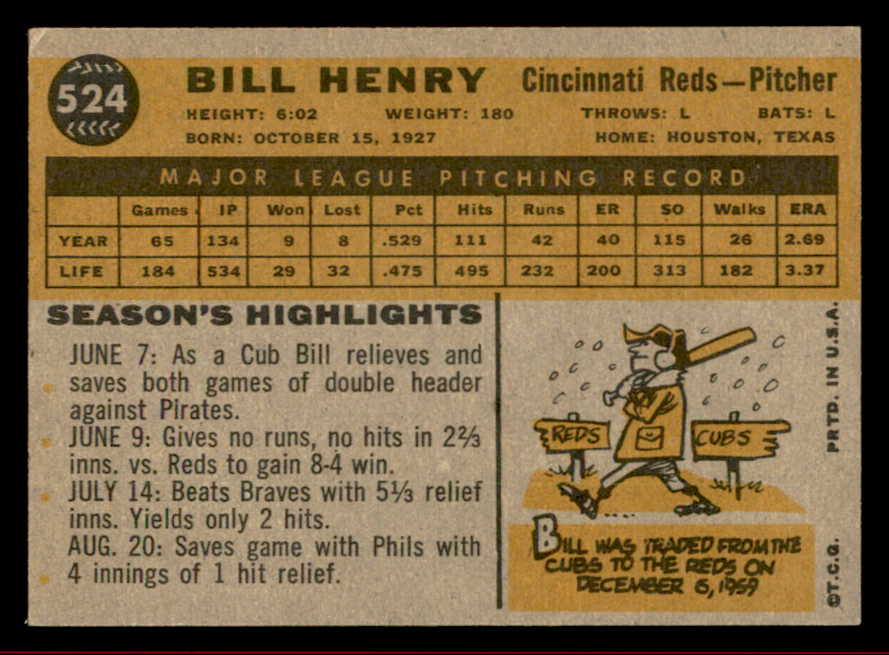 524
BILL HENRY Cincinnati Reds—Pitcher
HEIGHT: 6:02 WEIGHT: 180 THROWS: L BATS: L
BORN: OCTOBER 15, 1927 HOME: HOUSTON, TEXAS
MAJOR LEAGUE PITCHING RECORD
Games IP Won Lost Pct Hits Runs ER SO Walks ERA
YEAR 65 134 9 8 .529 111 42 40 115 26 2.69
LIFE 184 534 29 32 .475 495 232 200 313 182 3.37
SEASON'S HIGHLIGHTS
JUNE 7: As a Cub Bill relieves and
saves both games of double header
against Pirates.
JUNE 9: Gives no runs, no hits in 2⅔
inns. vs. Reds to gain 8-4 win.
JULY 14: Beats Braves with 5⅓ relief
inns. Yields only 2 hits.
AUG. 20: Saves game with Phils with
4 innings of 1 hit relief.
REDS
CUBS
BILL WAS TRADED FROM THE
CUBS TO THE REDS ON
DECEMBER 6, 1959
PRTD. IN U.S.A.
©T.C.G.